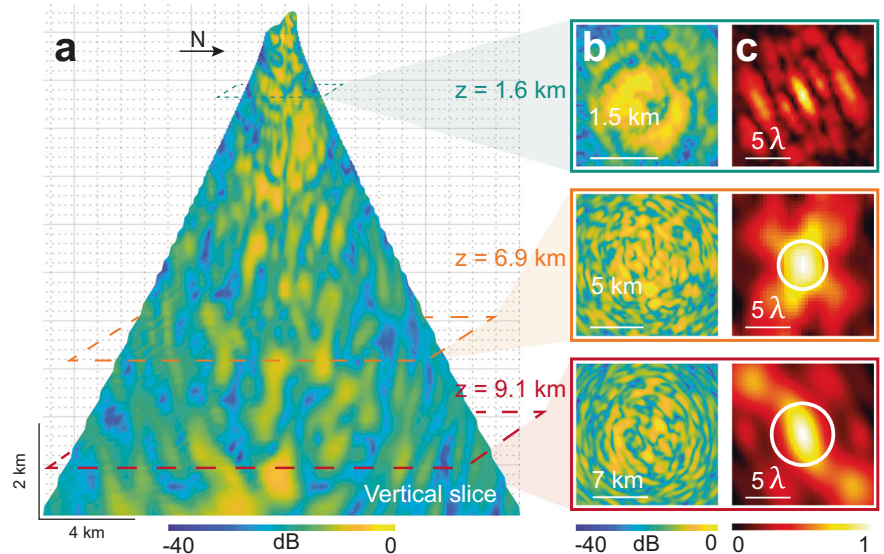 a
N
b
c
z = 1.6 km
1.5 km
5 λ
z = 6.9 km
5 km
5 λ
z = 9.1 km
7 km
5 λ
2 km
Vertical slice
4 km
-40
dB
0
-40
dB
0
0
1